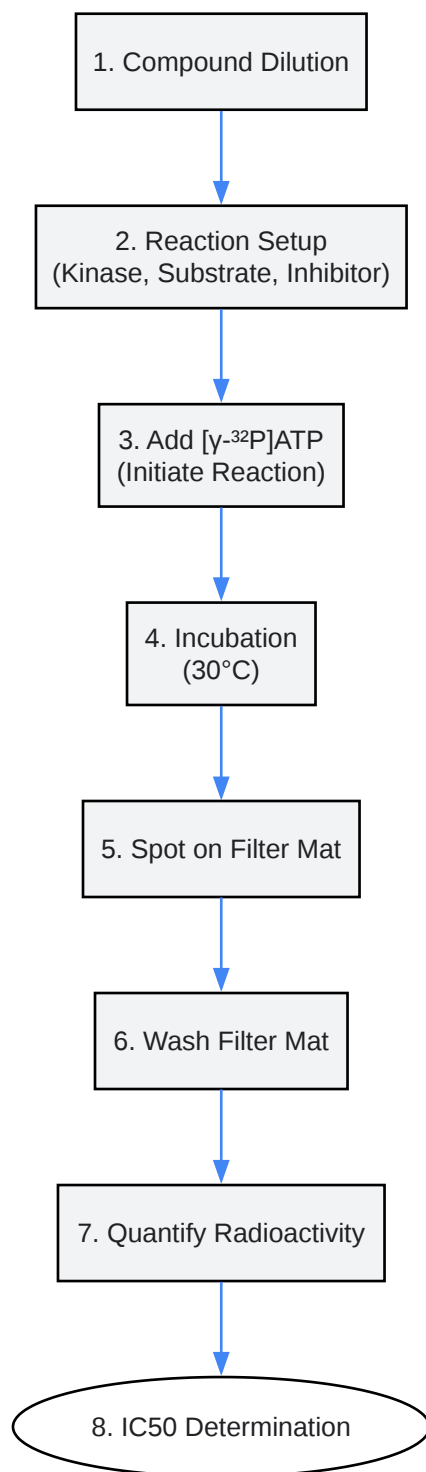 1. Compound Dilution
2. Reaction Setup
(Kinase, Substrate, Inhibitor)
3. Add [γ-³²P]ATP
(Initiate Reaction)
4. Incubation
(30°C)
5. Spot on Filter Mat
6. Wash Filter Mat
7. Quantify Radioactivity
8. IC50 Determination